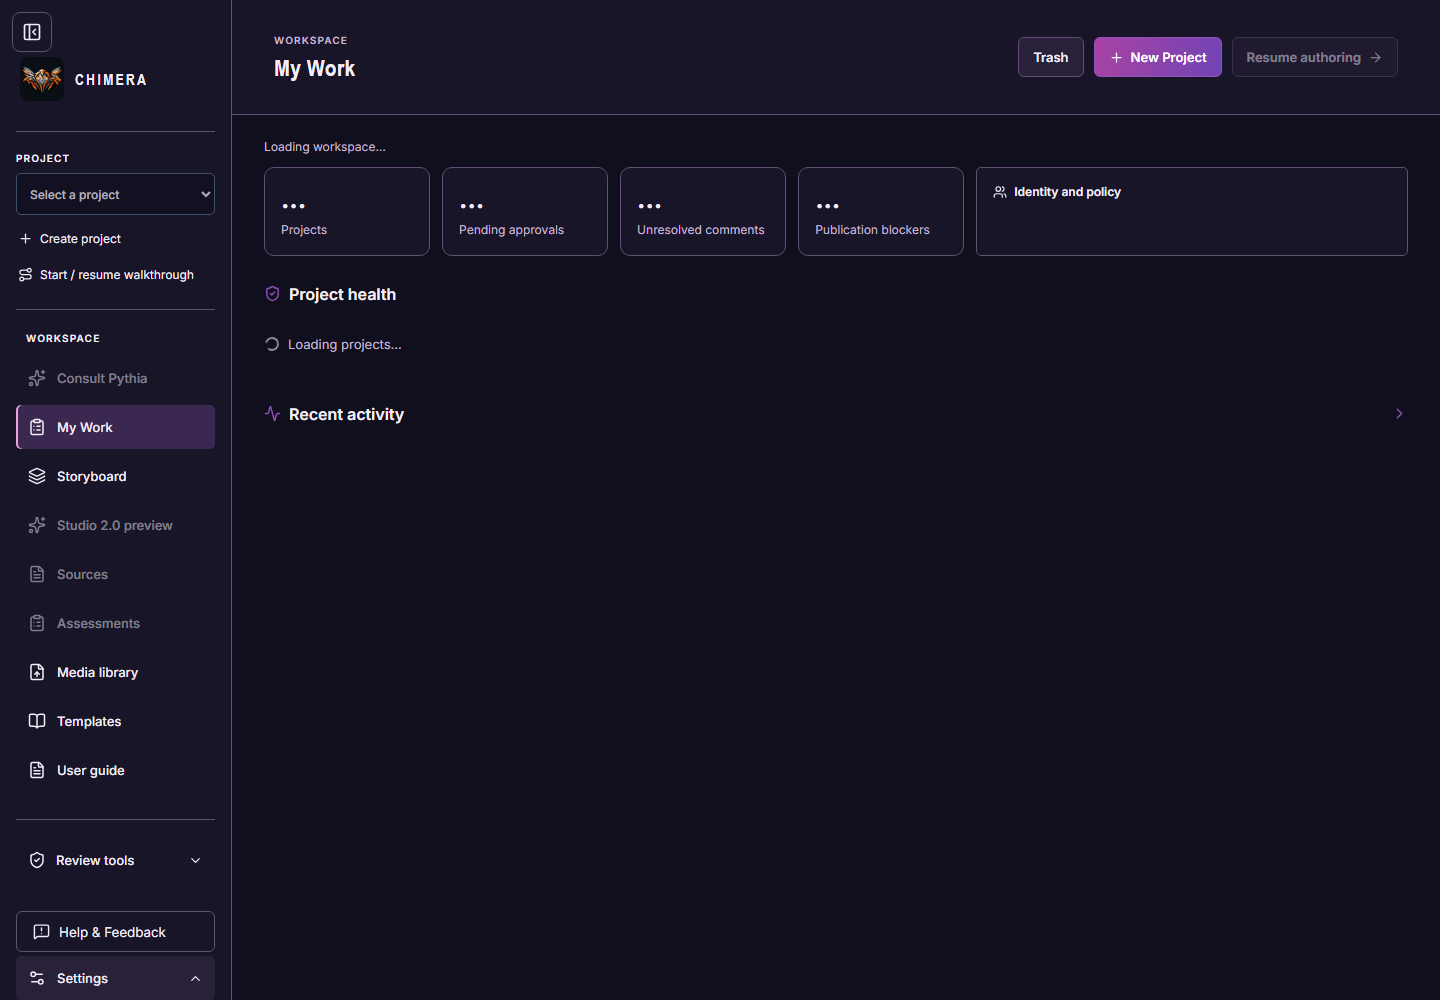 CHIMERA
PROJECT
Select a project
Create project
Start / resume walkthrough
WORKSPACE
Consult Pythia
My Work
Storyboard
Studio 2.0 preview
Sources
Assessments
Media library
Templates
User guide
Review tools
Help & Feedback
Settings
WORKSPACE
My Work
Trash
New Project
Resume authoring
Loading workspace...
...
Projects
...
Pending approvals
...
Unresolved comments
...
Publication blockers
Identity and policy
Project health
Loading projects...
Recent activity